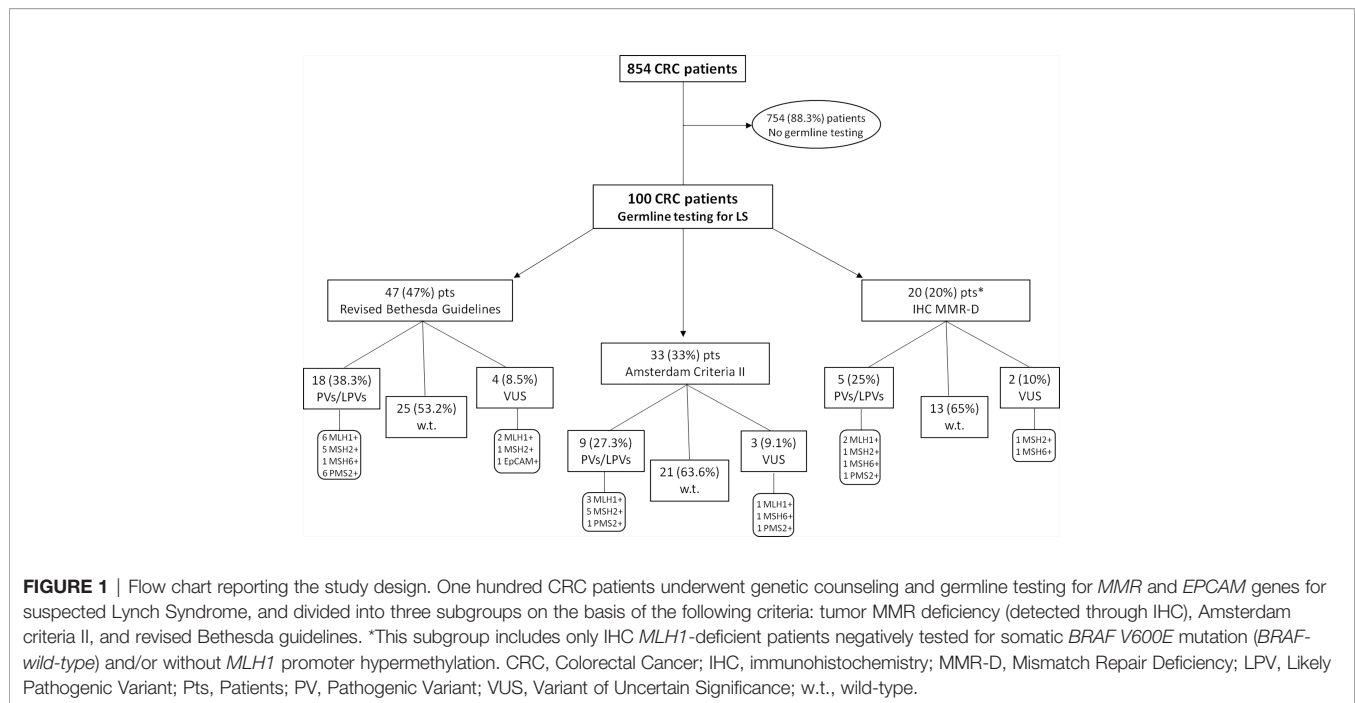 854 CRC patients
754 (88.3%) patients
No germline testing
100 CRC patients
Germline testing for LS
47 (47%) pts
Revised Bethesda Guidelines
18 (38.3%)
PVs/LPVs
6 MLH1+
5 MSH2+
1 MSH6+
6 PMS2+
25 (53.2%)
w.t.
4 (8.5%)
VUS
2 MLH1+
1 MSH2+
1 EpCAM+
33 (33%) pts
Amsterdam Criteria II
9 (27.3%)
PVs/LPVs
3 MLH1+
5 MSH2+
1 PMS2+
21 (63.6%)
w.t.
3 (9.1%)
VUS
1 MLH1+
1 MSH6+
1 PMS2+
20 (20%) pts*
IHC MMR-D
5 (25%)
PVs/LPVs
2 MLH1+
1 MSH2+
1 MSH6+
1 PMS2+
13 (65%)
w.t.
2 (10%)
VUS
1 MSH2+
1 MSH6+
FIGURE 1 | Flow chart reporting the study design. One hundred CRC patients underwent genetic counseling and germline testing for MMR and EPCAM genes for
suspected Lynch Syndrome, and divided into three subgroups on the basis of the following criteria: tumor MMR deficiency (detected through IHC), Amsterdam
criteria II, and revised Bethesda guidelines. *This subgroup includes only IHC MLH1-deficient patients negatively tested for somatic BRAF V600E mutation (BRAF-
wild-type) and/or without MLH1 promoter hypermethylation. CRC, Colorectal Cancer; IHC, immunohistochemistry; MMR-D, Mismatch Repair Deficiency; LPV, Likely
Pathogenic Variant; Pts, Patients; PV, Pathogenic Variant; VUS, Variant of Uncertain Significance; w.t., wild-type.